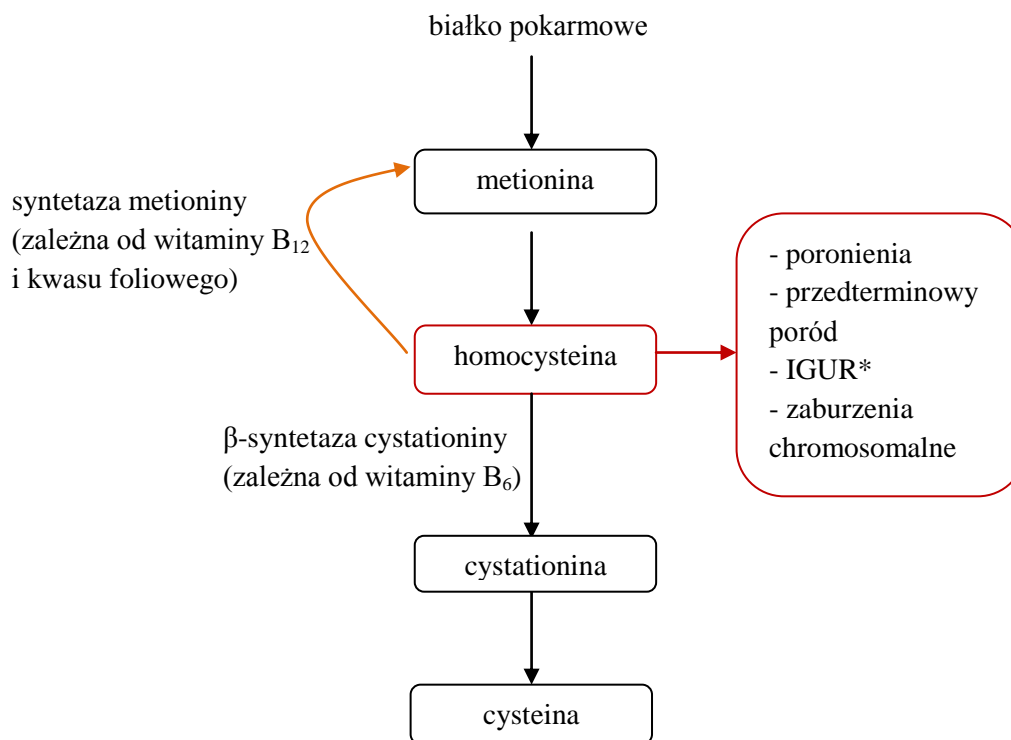 białko pokarmowe
metionina
syntetaza metioniny
(zależna od witaminy B12
i kwasu foliowego)
homocysteina
- poronienia
- przedterminowy
poród
- IGUR*
- zaburzenia
chromosomalne
β-syntetaza cystationiny
(zależna od witaminy B6)
cystationina
cysteina